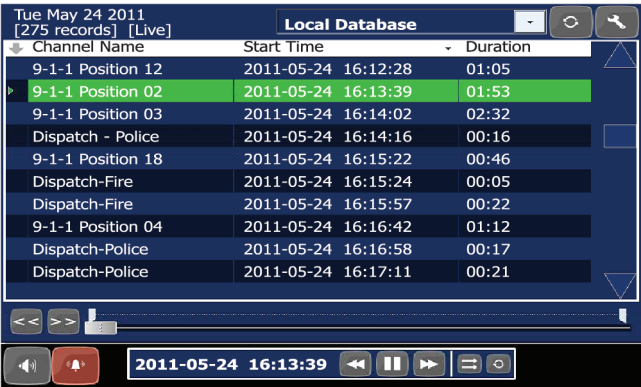 Tue May 24 2011
[275 records] [Live]
Local Database
Channel Name Start Time Duration
9-1-1 Position 12 2011-05-24 16:12:28 01:05
9-1-1 Position 02 2011-05-24 16:13:39 01:53
9-1-1 Position 03 2011-05-24 16:14:02 02:32
Dispatch - Police 2011-05-24 16:14:16 00:16
9-1-1 Position 18 2011-05-24 16:15:22 00:46
Dispatch-Fire 2011-05-24 16:15:24 00:05
Dispatch-Fire 2011-05-24 16:15:57 00:22
9-1-1 Position 04 2011-05-24 16:16:42 01:12
Dispatch-Police 2011-05-24 16:16:58 00:17
Dispatch-Police 2011-05-24 16:17:11 00:21
<< >>
2011-05-24 16:13:39